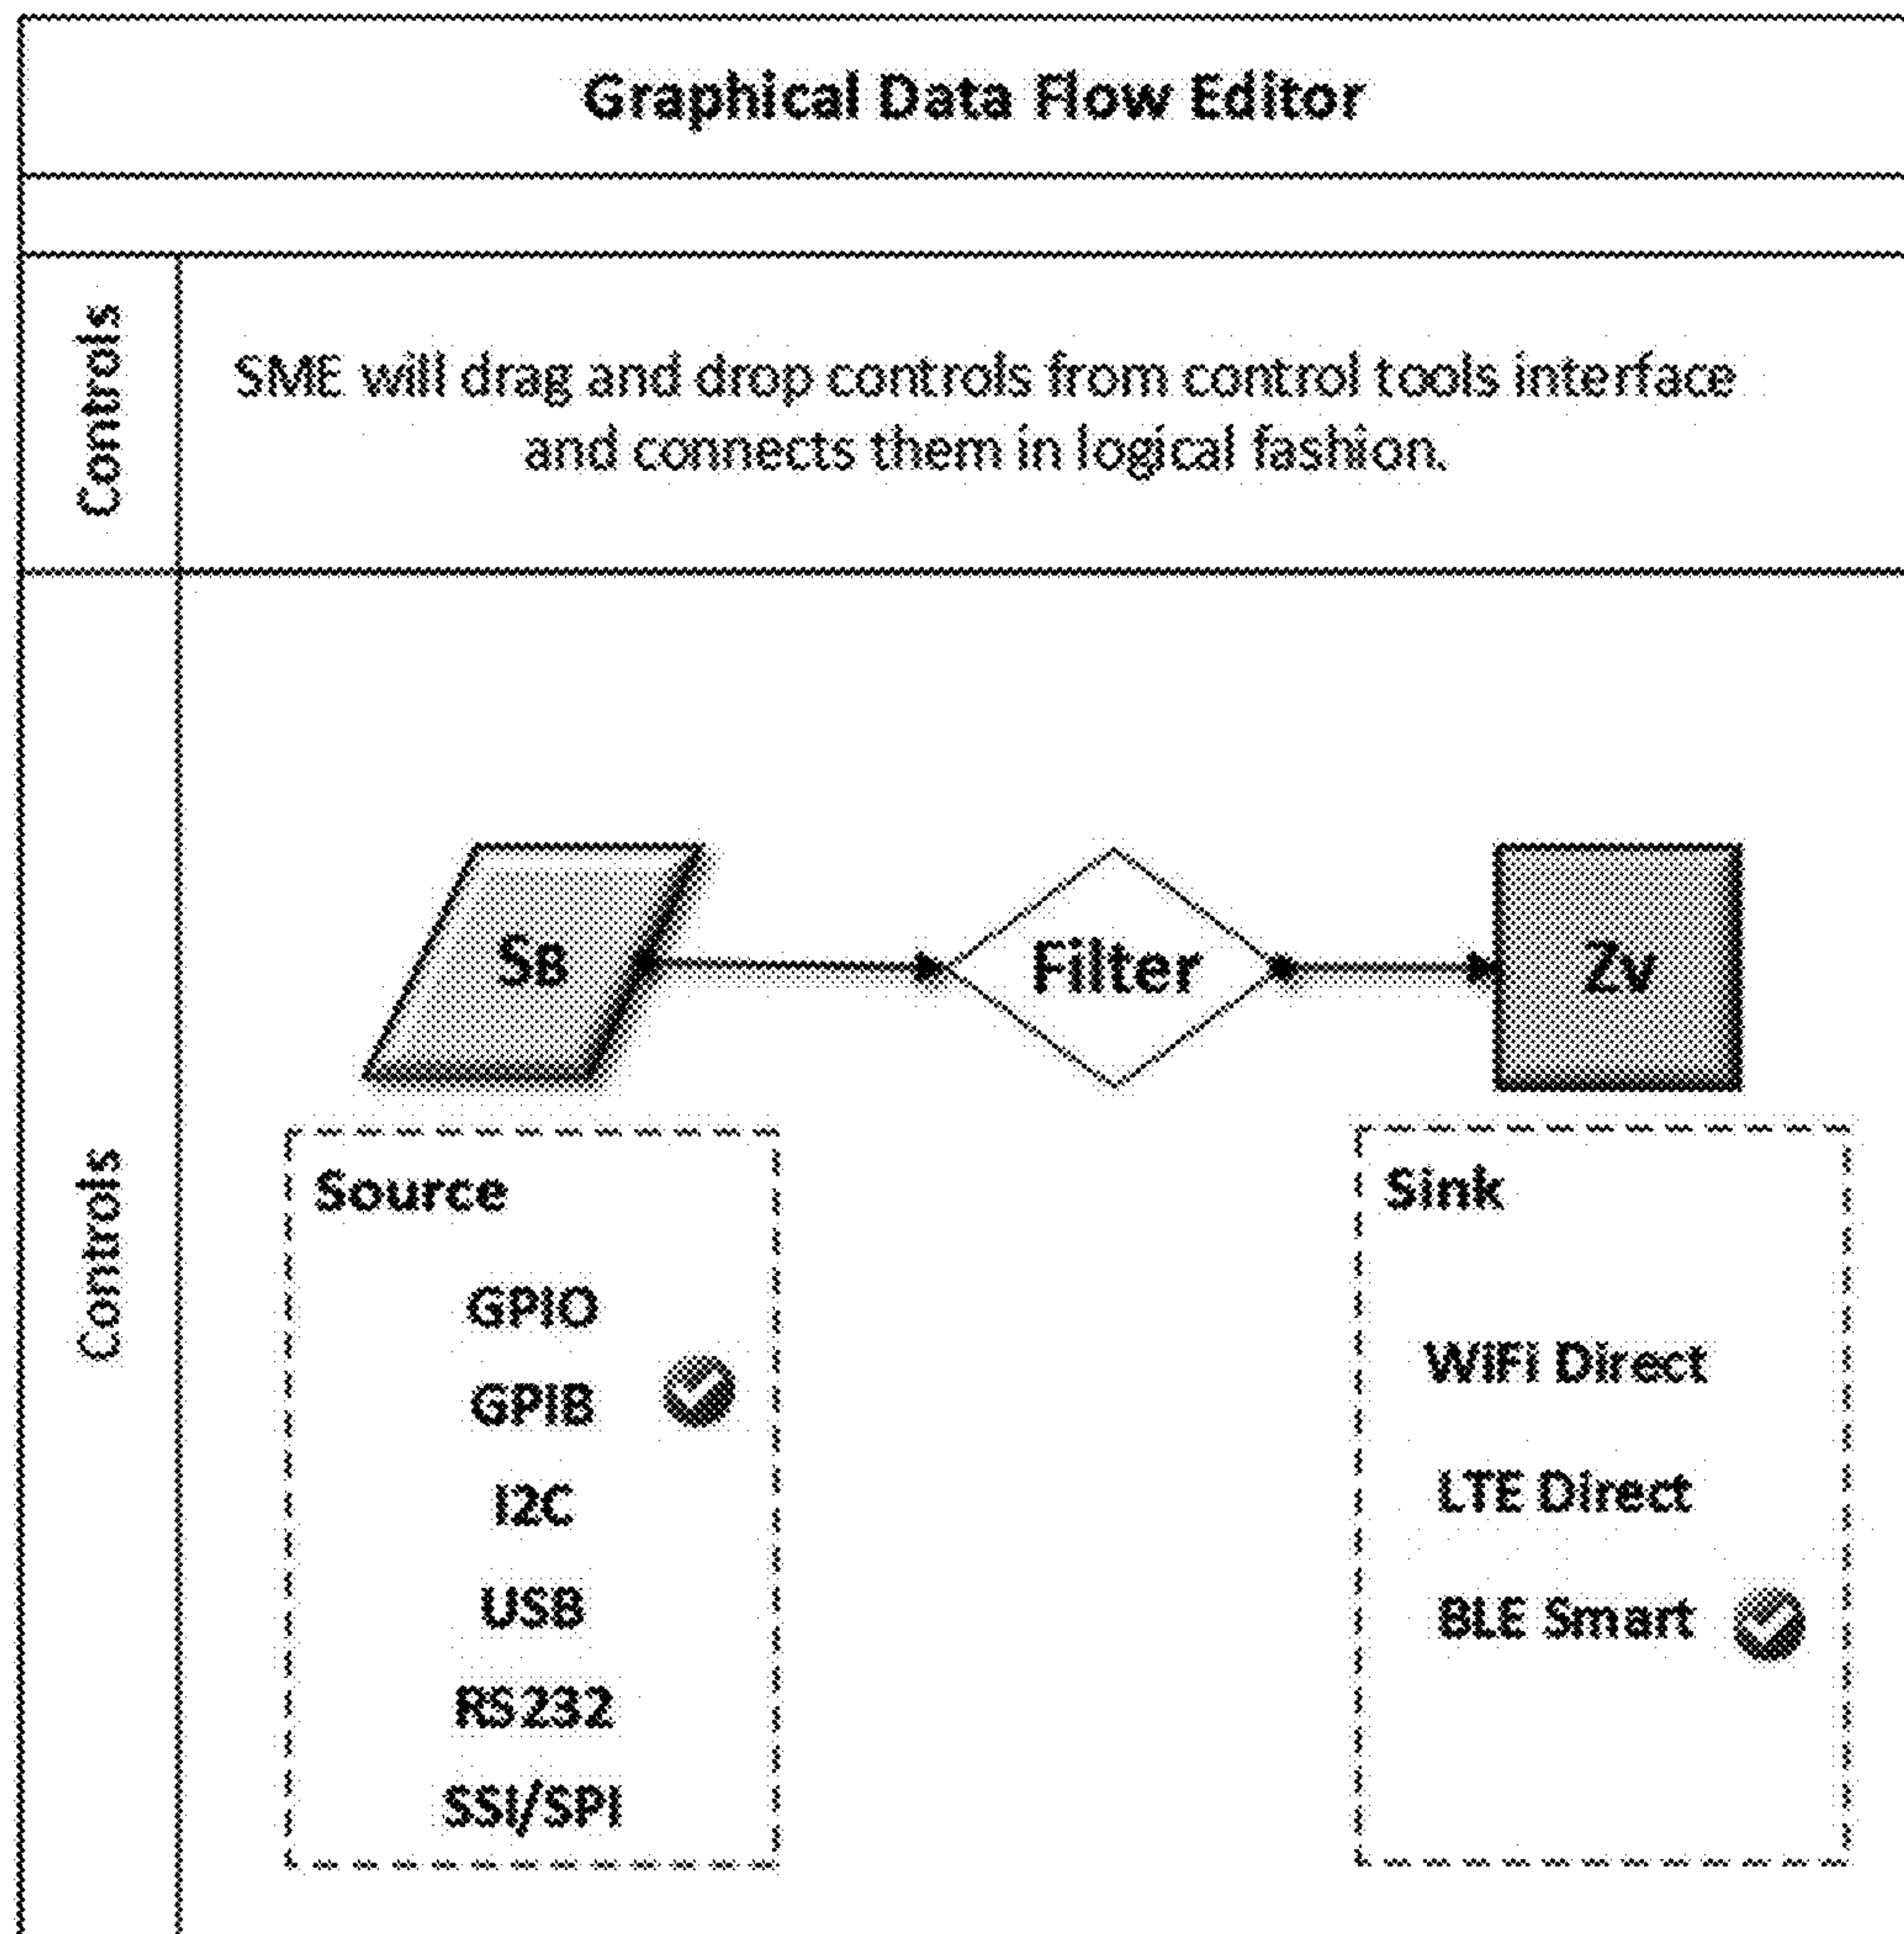 Graphical Data Flow Editor
Controls
SME will drag and drop controls from control tools interface
and connects them in logical fashion.
Controls
SB
Filter
Zv
Source
GPIO
GPIB
I2C
USB
RS232
SSI/SPI
Sink
WiFi Direct
LTE Direct
BLE Smart